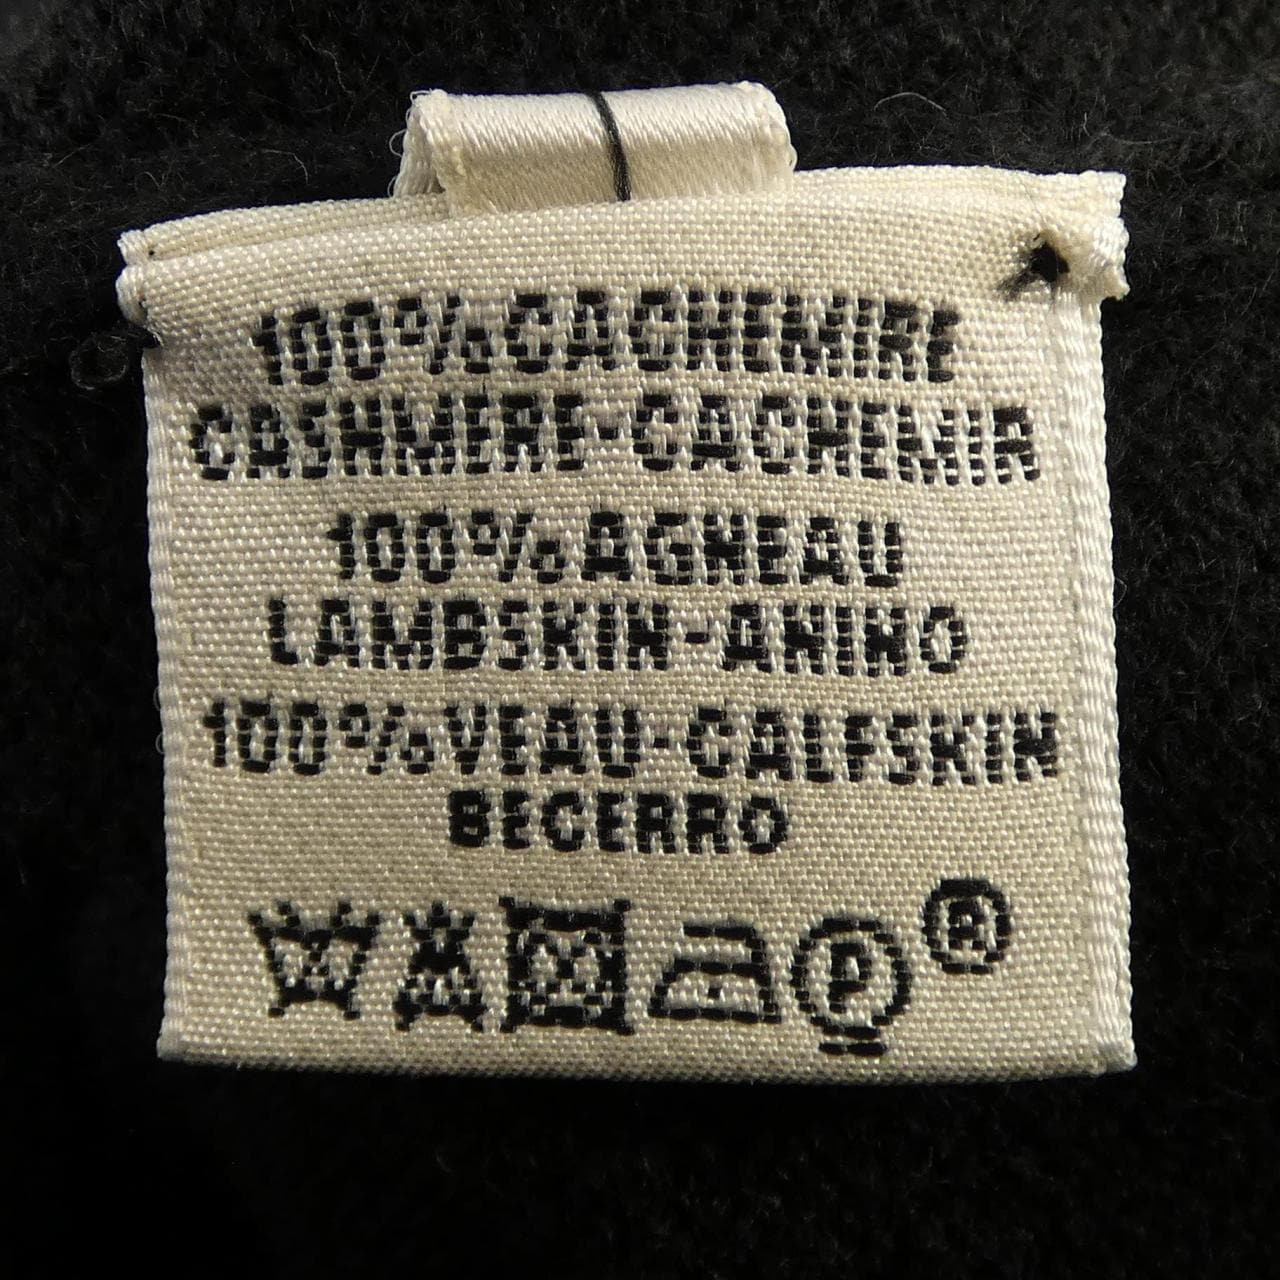 100% CACHEMIRE
CASHMERE-CACHEMIR
100% AGNEAU
LAMBSKIN-ANINO
100% VEAU-CALFSKIN
BECERRO
P ®